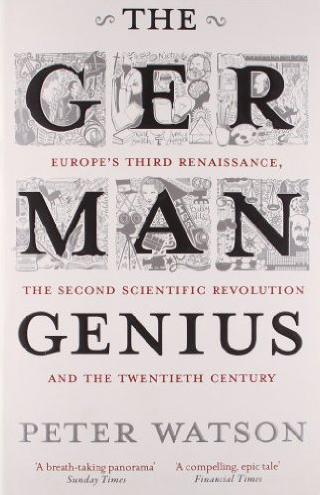 THE
GER
EUROPE'S THIRD RENAISSANCE,
MAN
THE SECOND SCIENTIFIC REVOLUTION
GENIUS
AND THE TWENTIETH CENTURY
PETER WATSON
'A breath-taking panorama'
Sunday Times
'A compelling, epic tale'
Financial Times